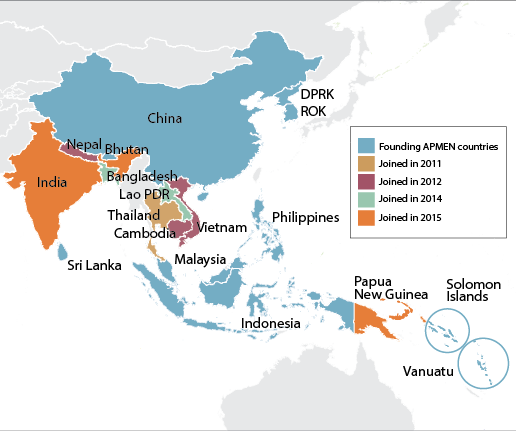 DPRK
ROK
China
Founding APMEN countries
Joined in 2011
Joined in 2012
Joined in 2014
Joined in 2015
Nepal
Bhutan
India
Bangladesh
Lao PDR
Thailand
Cambodia
Vietnam
Philippines
Sri Lanka
Malaysia
Papua
New Guinea
Solomon
Islands
Indonesia
Vanuatu